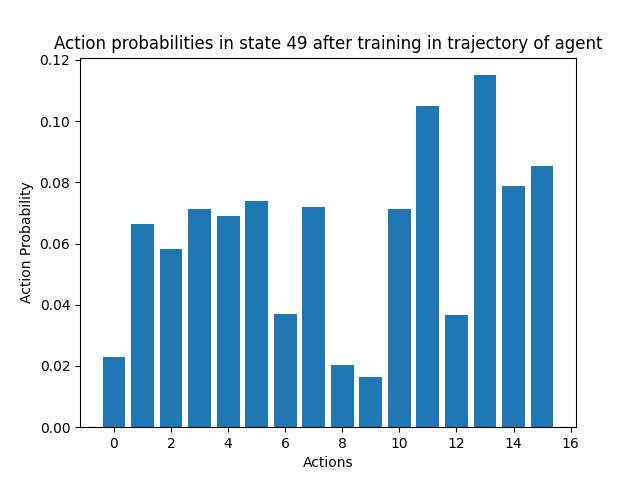 Action probabilities in state 49 after training in trajectory of agent
0.12
0.10
0.08
0.06
0.04
0.02
0.00
Action Probability
0 2 4 6 8 10 12 14 16
Actions